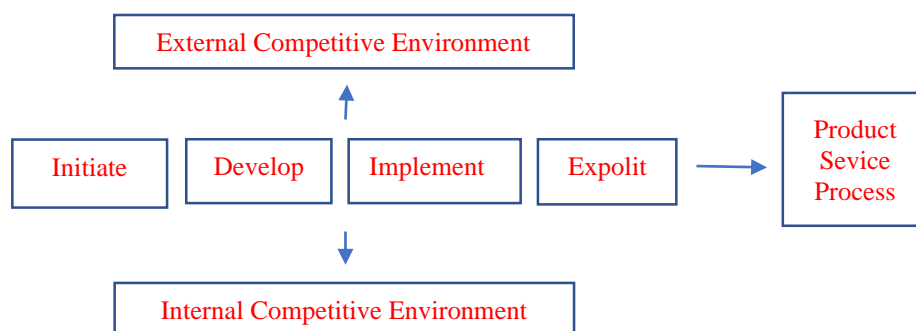 External Competitive Environment
Initiate
Develop
Implement
Expolit
Product
Sevice
Process
Internal Competitive Environment